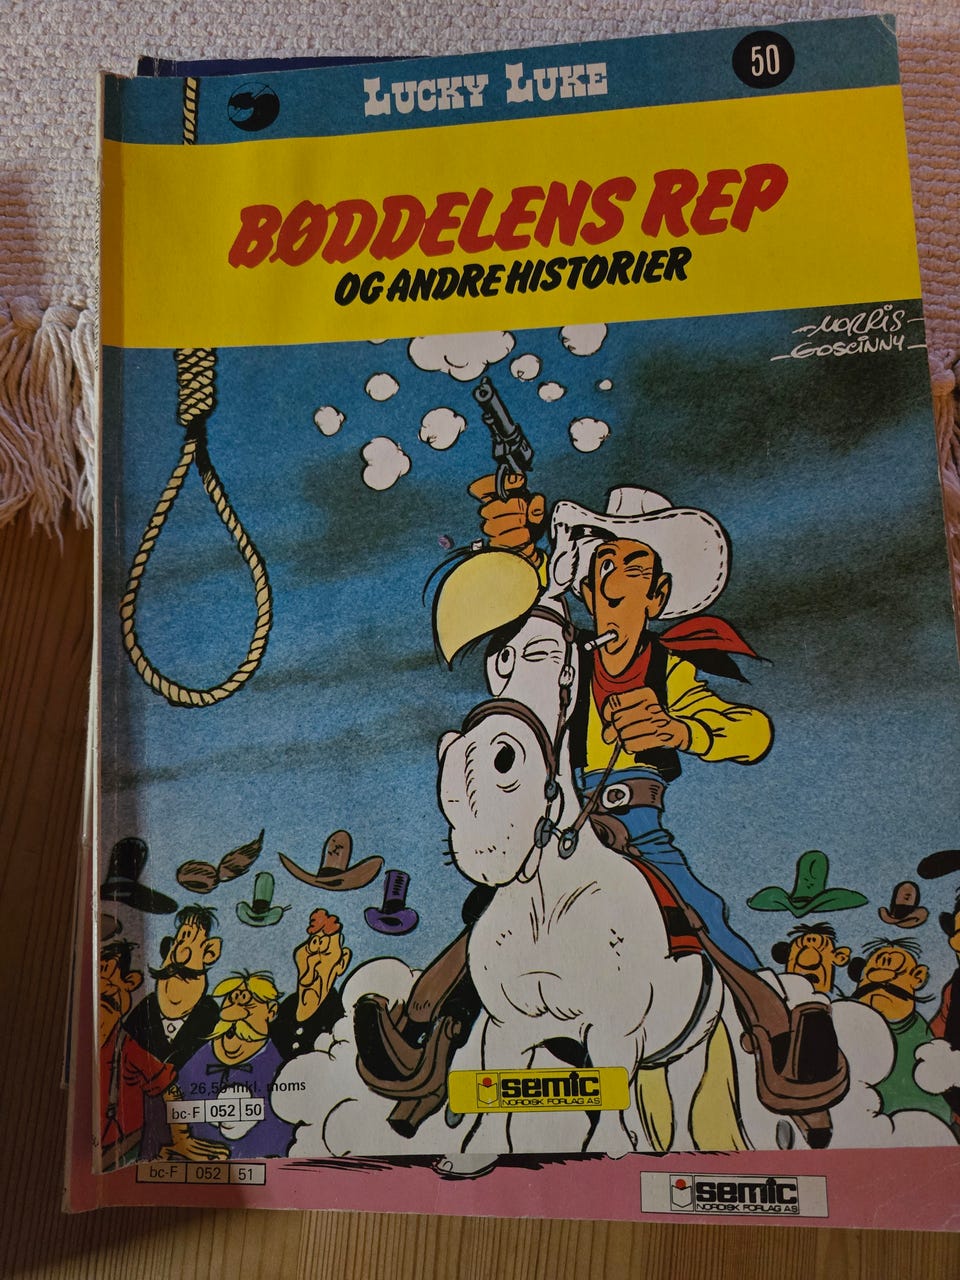 LUCKY LUKE
50
BØDDELENS REP
OG ANDRE HISTORIER
-MORRIS-
-GOSCINNY-
kr. 26,50 inkl. moms
bc-F 052 50
semic
NORDISK FORLAG AS
bc-F 052 51
semic
NORDISK FORLAG AS